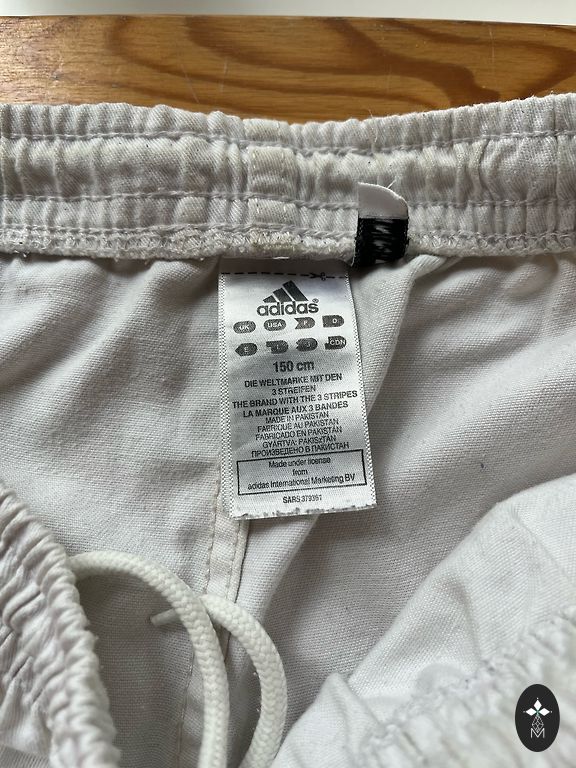 adidas®
UK USA F D
E I J CDN
150 cm
DIE WELTMARKE MIT DEN
3 STREIFEN
THE BRAND WITH THE 3 STRIPES
LA MARQUE AUX 3 BANDES
MADE IN PAKISTAN
FABRIQUE AU PAKISTAN
FABRICADO EN PAKISTAN
GYÁRTVA: PAKISZTÁN
ПРОИЗВЕДЕНО В ПАКИСТАН
Made under license
from
adidas International Marketing BV
SARS 379361
M